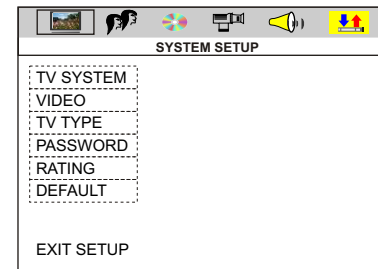 SYSTEM SETUP
TV SYSTEM
VIDEO
TV TYPE
PASSWORD
RATING
DEFAULT
EXIT SETUP